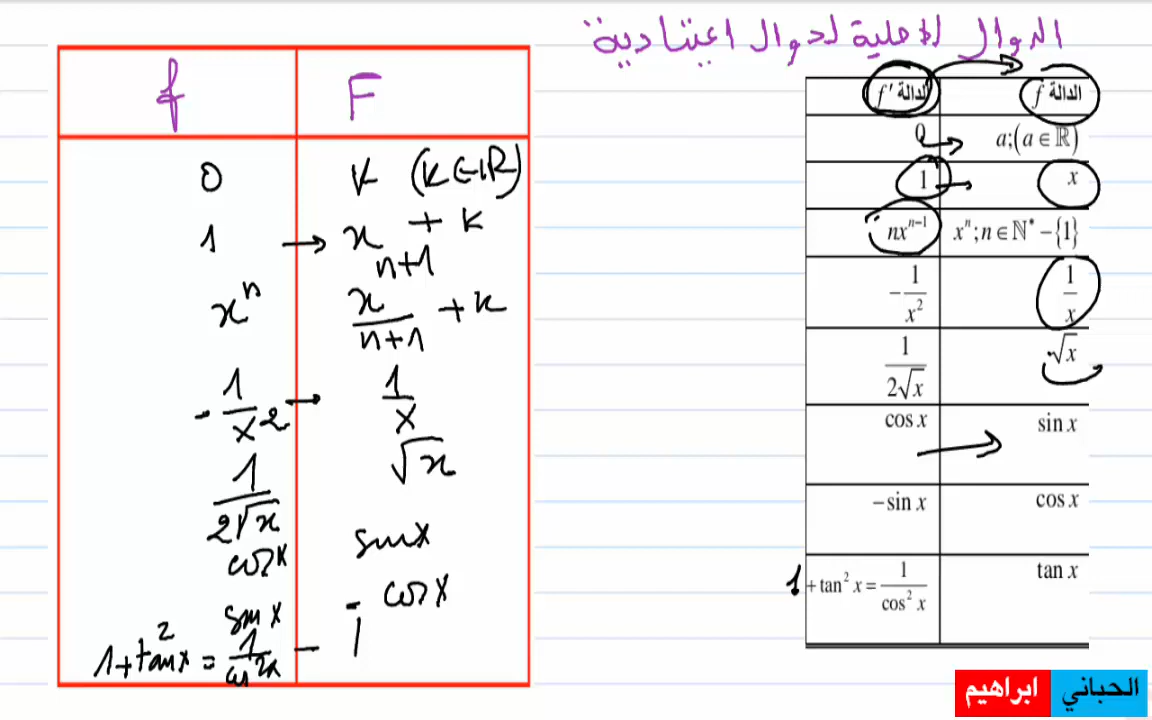 الدوال الأصلية لدوال اعتيادية
f F
0 k (k∈ℝ)
1 → x + k
xⁿ xⁿ⁺¹/(n+1) + k
-1/x² → 1/x
1/(2√x) √x
cos x sin x
sin x - cos x
1+tan²x = 1/cos²x -
الدالة f الدالة f'
a;(a∈ℝ) 0
x 1
xⁿ;n∈ℕ*−{1} nxⁿ⁻¹
1/x −1/x²
√x 1/(2√x)
sin x cos x
cos x −sin x
tan x 1+tan²x = 1/cos²x
الحباني ابراهيم